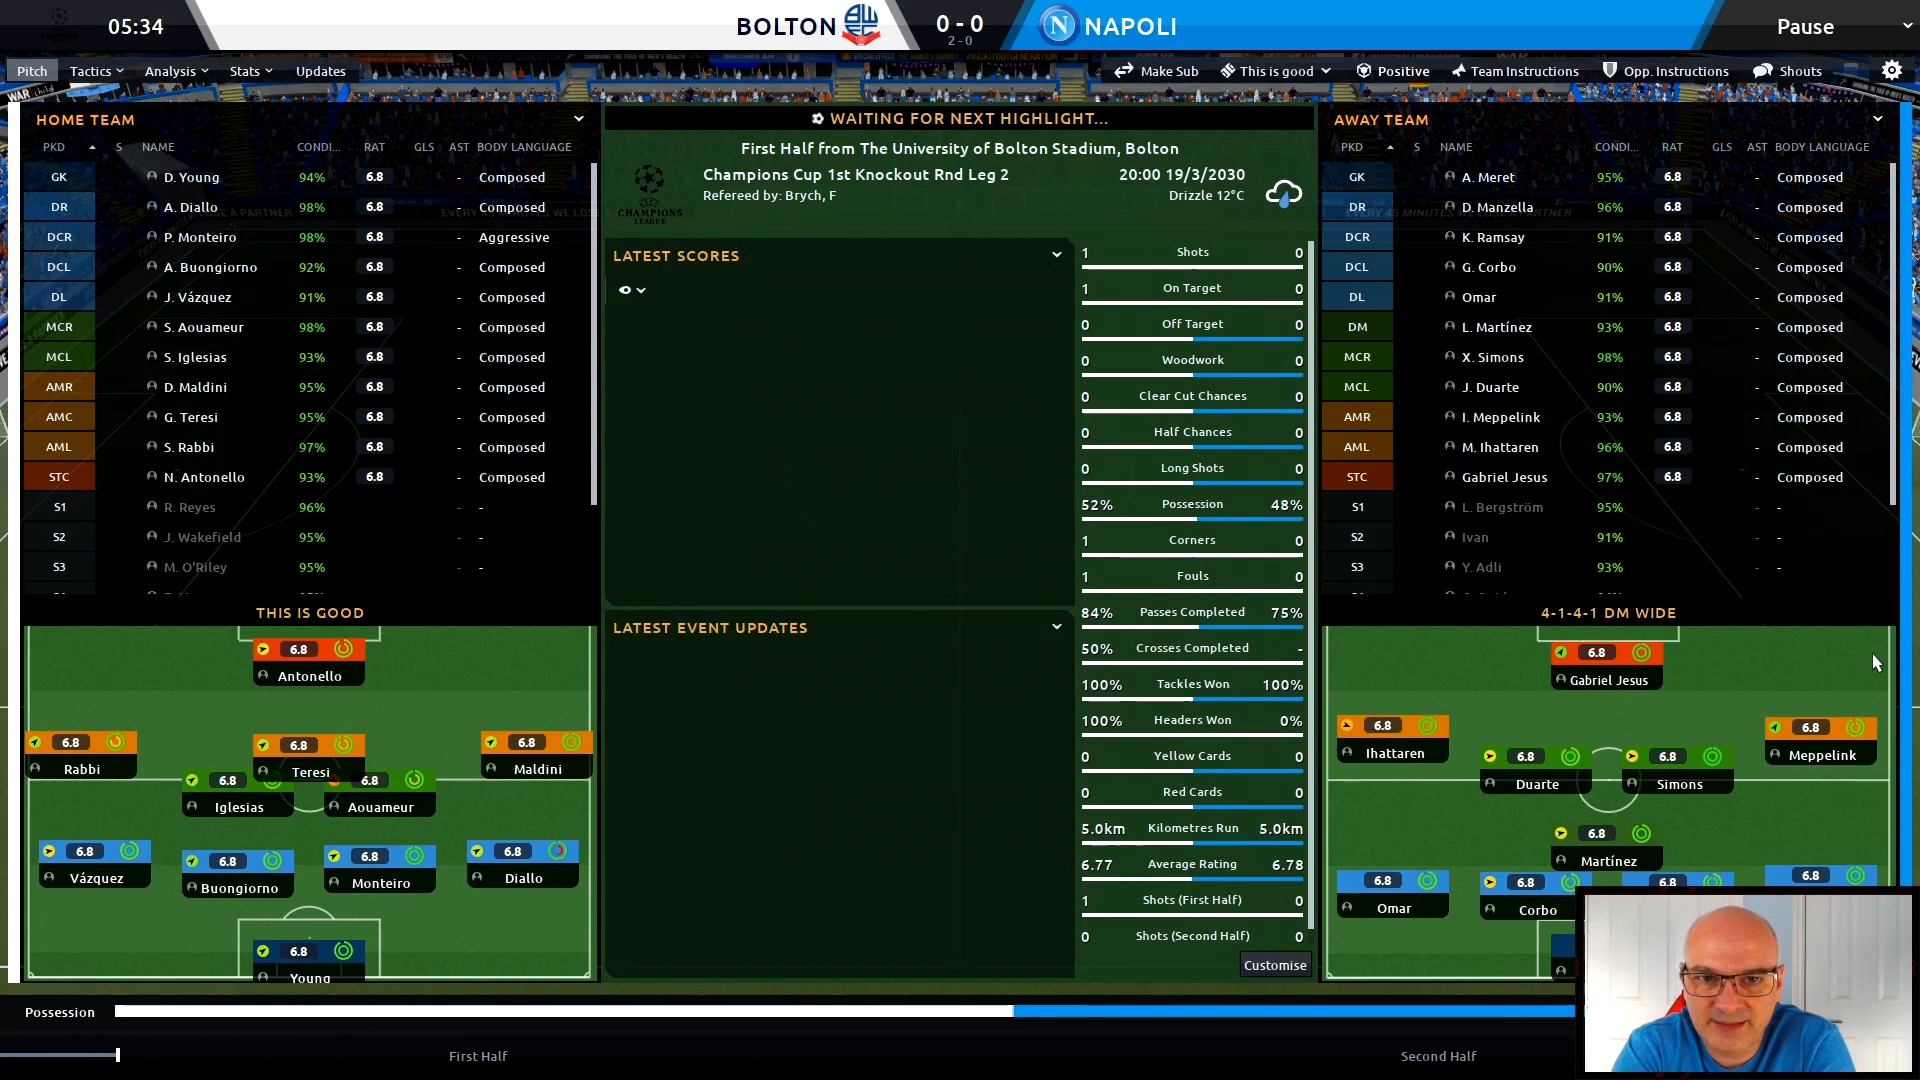 05:34
BOLTON
0 - 0
2 - 0
NAPOLI
Pause
Pitch Tactics Analysis Stats Updates
Make Sub This is good Positive Team Instructions Opp. Instructions Shouts
HOME TEAM
PKD S NAME CONDI... RAT GLS AST BODY LANGUAGE
GK D. Young 94% 6.8 - Composed
DR A. Diallo 98% 6.8 - Composed
DCR P. Monteiro 98% 6.8 - Aggressive
DCL A. Buongiorno 92% 6.8 - Composed
DL J. Vázquez 91% 6.8 - Composed
MCR S. Aouameur 98% 6.8 - Composed
MCL S. Iglesias 93% 6.8 - Composed
AMR D. Maldini 95% 6.8 - Composed
AMC G. Teresi 95% 6.8 - Composed
AML S. Rabbi 97% 6.8 - Composed
STC N. Antonello 93% 6.8 - Composed
S1 R. Reyes 96% - -
S2 J. Wakefield 95% - -
S3 M. O'Riley 95% - -
THIS IS GOOD
6.8
Antonello
6.8 6.8 6.8
Rabbi Teresi Maldini
6.8 6.8
Iglesias Aouameur
6.8 6.8 6.8 6.8
Vázquez Buongiorno Monteiro Diallo
6.8
Young
WAITING FOR NEXT HIGHLIGHT...
First Half from The University of Bolton Stadium, Bolton
CHAMPIONS LEAGUE
Champions Cup 1st Knockout Rnd Leg 2
20:00 19/3/2030
Refereed by: Brych, F
Drizzle 12°C
LATEST SCORES
LATEST EVENT UPDATES
1 Shots 0
1 On Target 0
0 Off Target 0
0 Woodwork 0
0 Clear Cut Chances 0
0 Half Chances 0
0 Long Shots 0
52% Possession 48%
1 Corners 0
1 Fouls 0
84% Passes Completed 75%
50% Crosses Completed -
100% Tackles Won 100%
100% Headers Won 0%
0 Yellow Cards 0
0 Red Cards 0
5.0km Kilometres Run 5.0km
6.77 Average Rating 6.78
1 Shots (First Half) 0
0 Shots (Second Half) 0
Customise
AWAY TEAM
PKD S NAME CONDI... RAT GLS AST BODY LANGUAGE
GK A. Meret 95% 6.8 - Composed
DR D. Manzella 96% 6.8 - Composed
DCR K. Ramsay 91% 6.8 - Composed
DCL G. Corbo 90% 6.8 - Composed
DL Omar 91% 6.8 - Composed
DM L. Martínez 93% 6.8 - Composed
MCR X. Simons 98% 6.8 - Composed
MCL J. Duarte 90% 6.8 - Composed
AMR I. Meppelink 93% 6.8 - Composed
AML M. Ihattaren 96% 6.8 - Composed
STC Gabriel Jesus 97% 6.8 - Composed
S1 L. Bergström 95% - -
S2 Ivan 91% - -
S3 Y. Adli 93% - -
4-1-4-1 DM WIDE
6.8
Gabriel Jesus
6.8 6.8
Ihattaren Meppelink
6.8 6.8
Duarte Simons
6.8
Martínez
6.8 6.8 6.8 6.8
Omar Corbo
Possession
First Half
Second Half